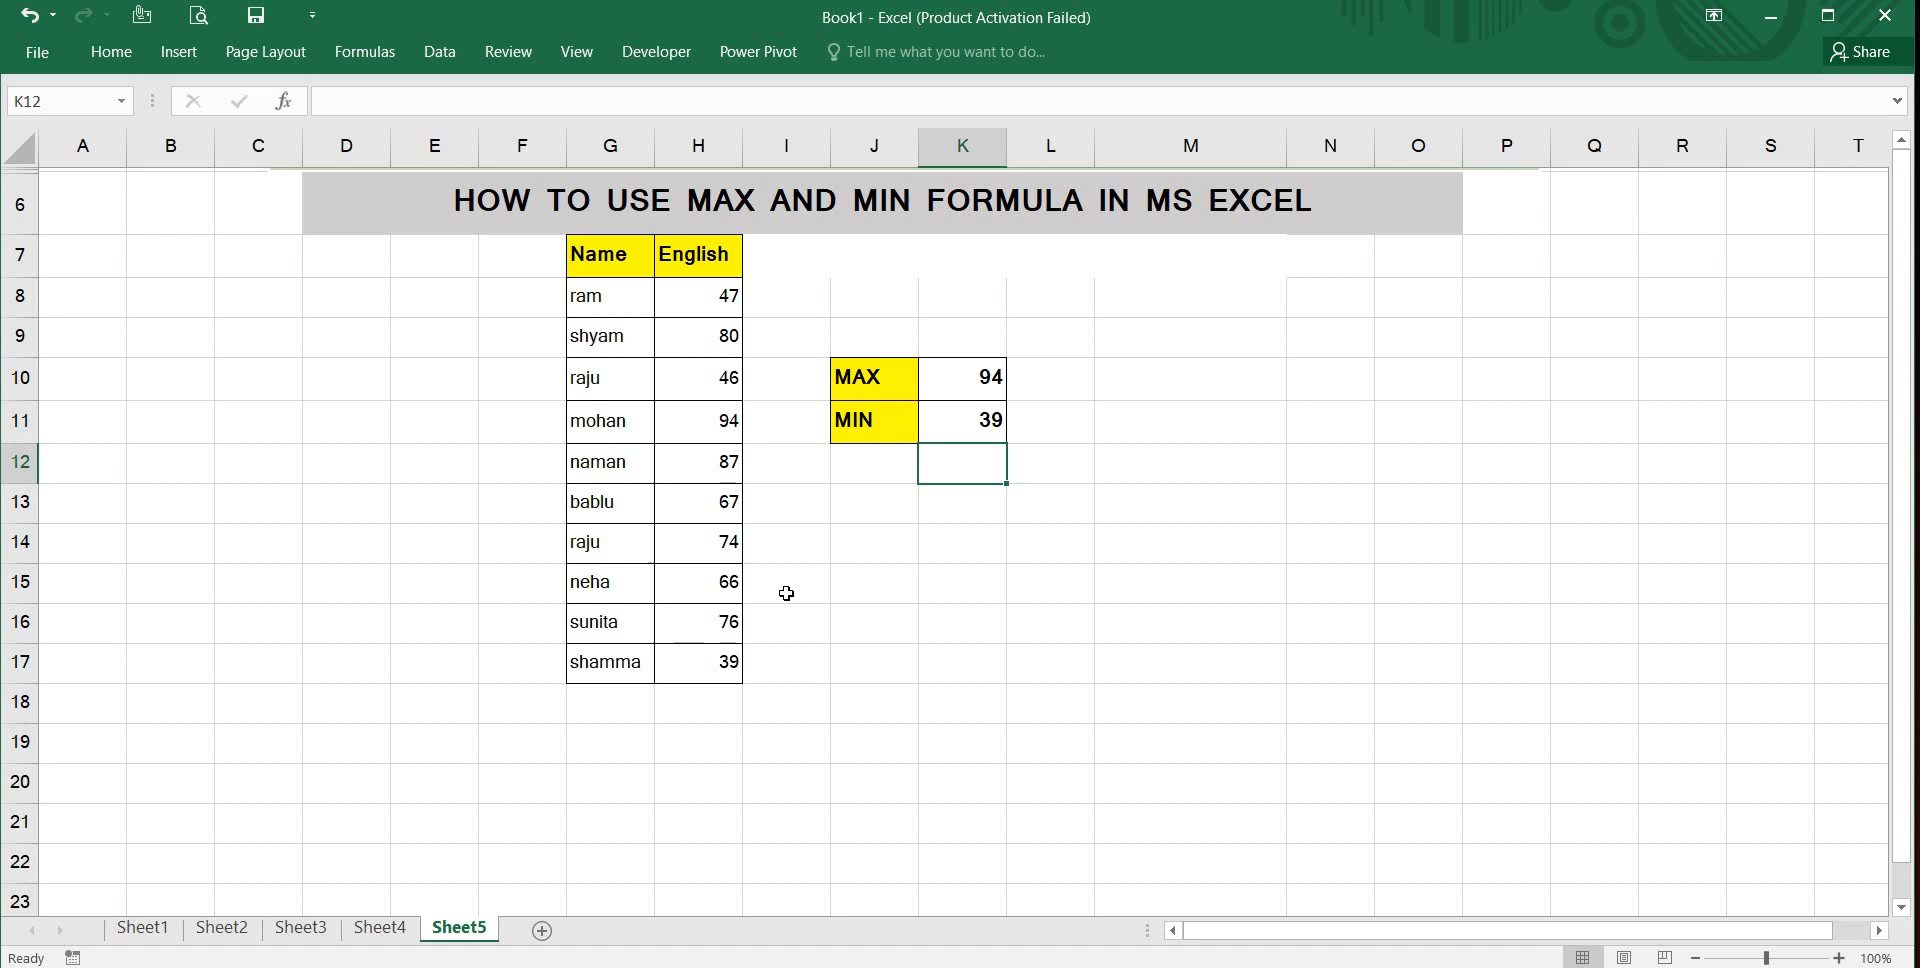 Book1 - Excel (Product Activation Failed)
File Home Insert Page Layout Formulas Data Review View Developer Power Pivot Tell me what you want to do... Share
K12 fx
A B C D E F G H I J K L M N O P Q R S T
6 HOW TO USE MAX AND MIN FORMULA IN MS EXCEL
7 Name English
8 ram 47
9 shyam 80
10 raju 46 MAX 94
11 mohan 94 MIN 39
12 naman 87
13 bablu 67
14 raju 74
15 neha 66
16 sunita 76
17 shamma 39
18
19
20
21
22
23
Sheet1 Sheet2 Sheet3 Sheet4 Sheet5
Ready 100%